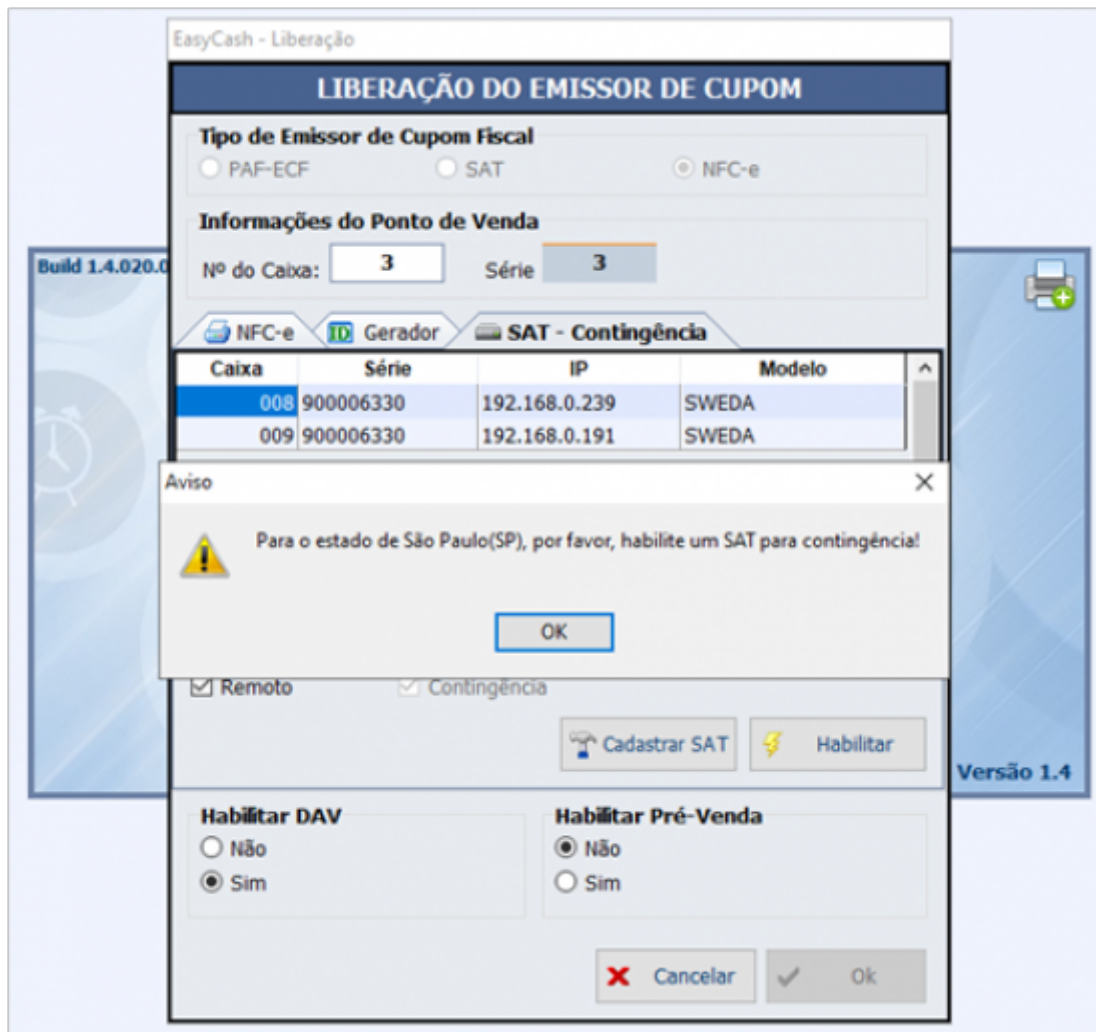 EasyCash - Liberação
LIBERAÇÃO DO EMISSOR DE CUPOM
Tipo de Emissor de Cupom Fiscal
PAF-ECF SAT NFC-e
Informações do Ponto de Venda
Build 1.4.020.0
Nº do Caixa: 3 Série 3
NFC-e ID Gerador SAT - Contingência
Caixa Série IP Modelo
008 900006330 192.168.0.239 SWEDA
009 900006330 192.168.0.191 SWEDA
Aviso
Para o estado de São Paulo(SP), por favor, habilite um SAT para contingência!
OK
Remoto Contingência
Cadastrar SAT Habilitar
Versão 1.4
Habilitar DAV Habilitar Pré-Venda
Não Não
Sim Sim
Cancelar Ok